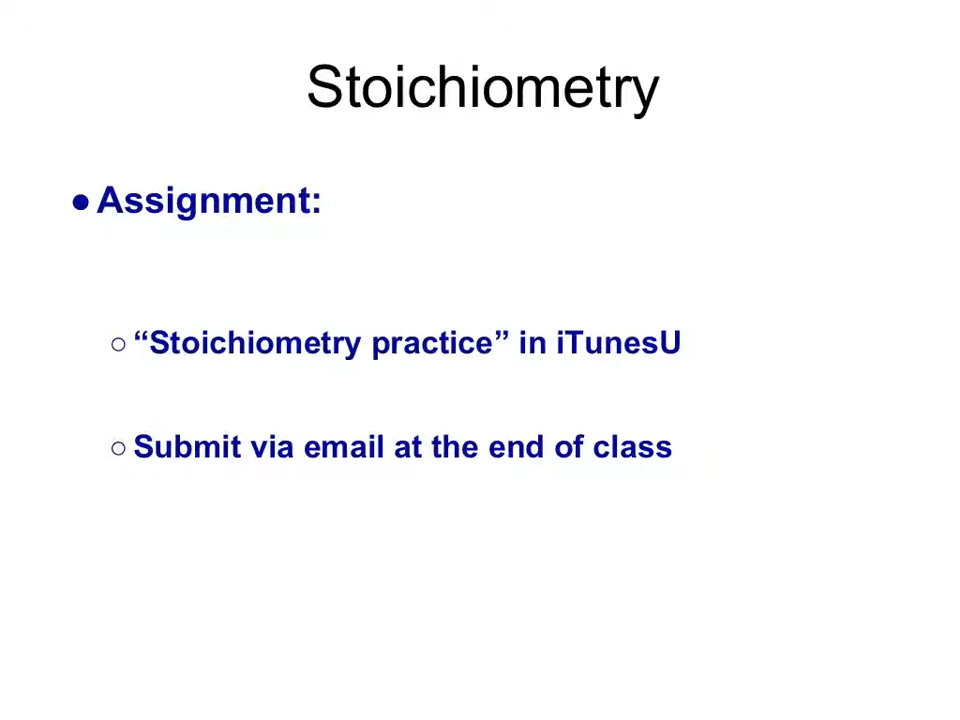 Stoichiometry
● Assignment:
○ “Stoichiometry practice” in iTunesU
○ Submit via email at the end of class